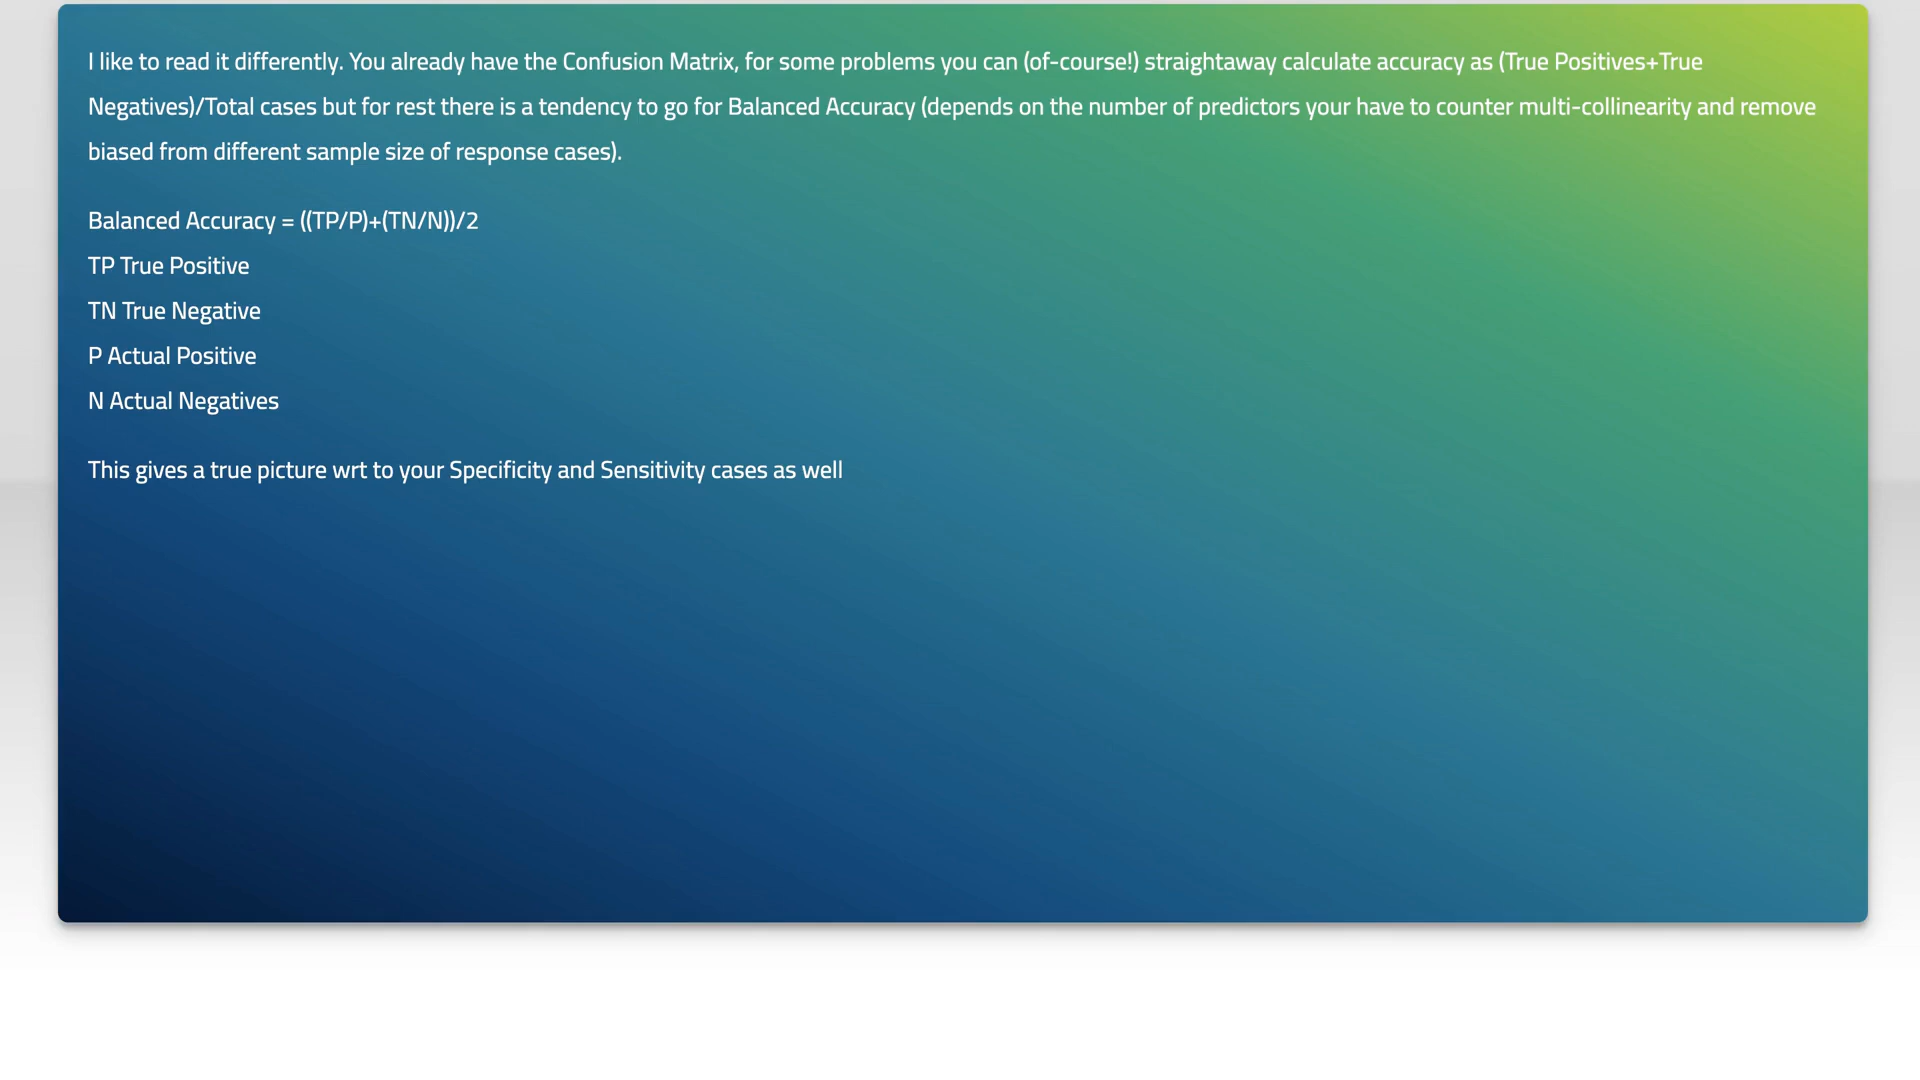 I like to read it differently. You already have the Confusion Matrix, for some problems you can (of-course!) straightaway calculate accuracy as (True Positives+True
Negatives)/Total cases but for rest there is a tendency to go for Balanced Accuracy (depends on the number of predictors your have to counter multi-collinearity and remove
biased from different sample size of response cases).
Balanced Accuracy = ((TP/P)+(TN/N))/2
TP True Positive
TN True Negative
P Actual Positive
N Actual Negatives
This gives a true picture wrt to your Specificity and Sensitivity cases as well